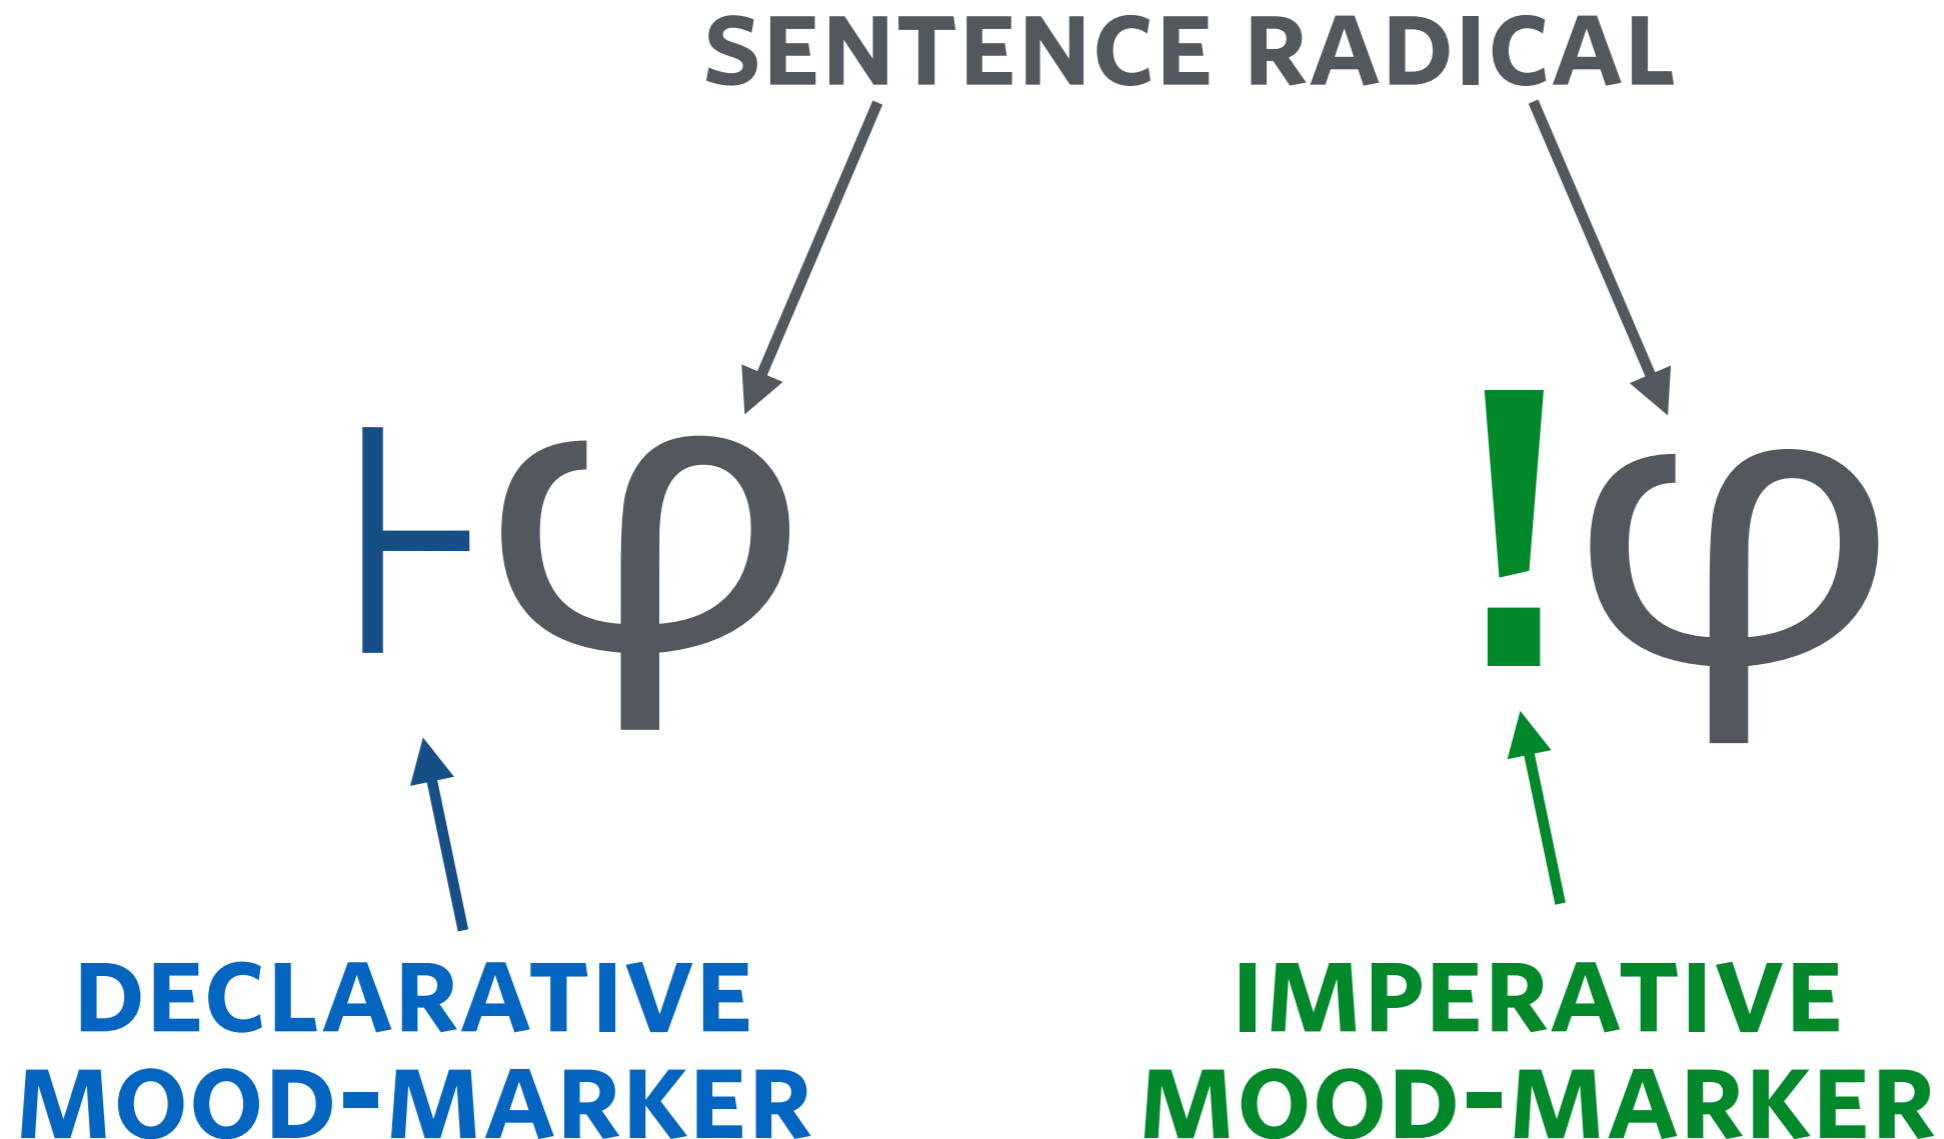 SENTENCE RADICAL
⊢φ !φ
DECLARATIVE IMPERATIVE
MOOD-MARKER MOOD-MARKER